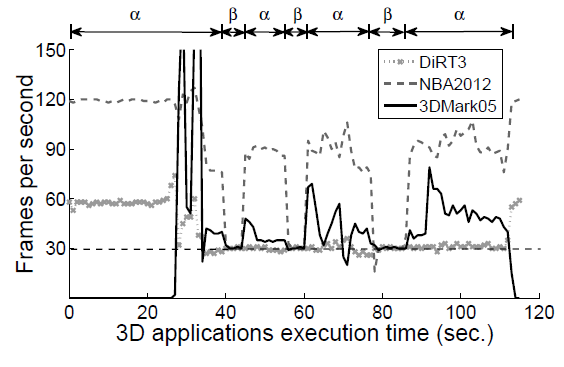 α β α β α β α
150
120
90
60
30
0
0 20 40 60 80 100 120
Frames per second
DiRT3
NBA2012
3DMark05
3D applications execution time (sec.)